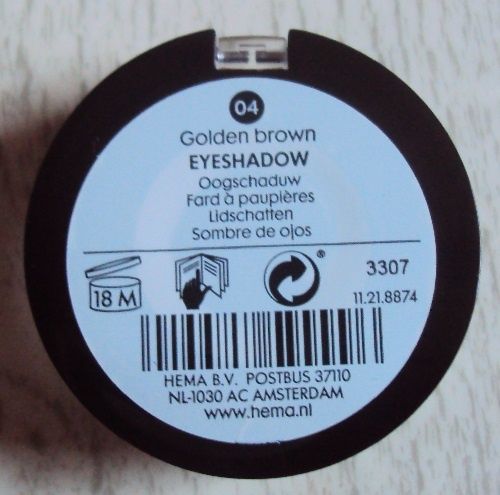 04
Golden brown
EYESHADOW
Oogschaduw
Fard à paupières
Lidschatten
Sombre de ojos
18 M
®
3307
11.21.8874
HEMA B.V. POSTBUS 37110
NL-1030 AC AMSTERDAM
www.hema.nl